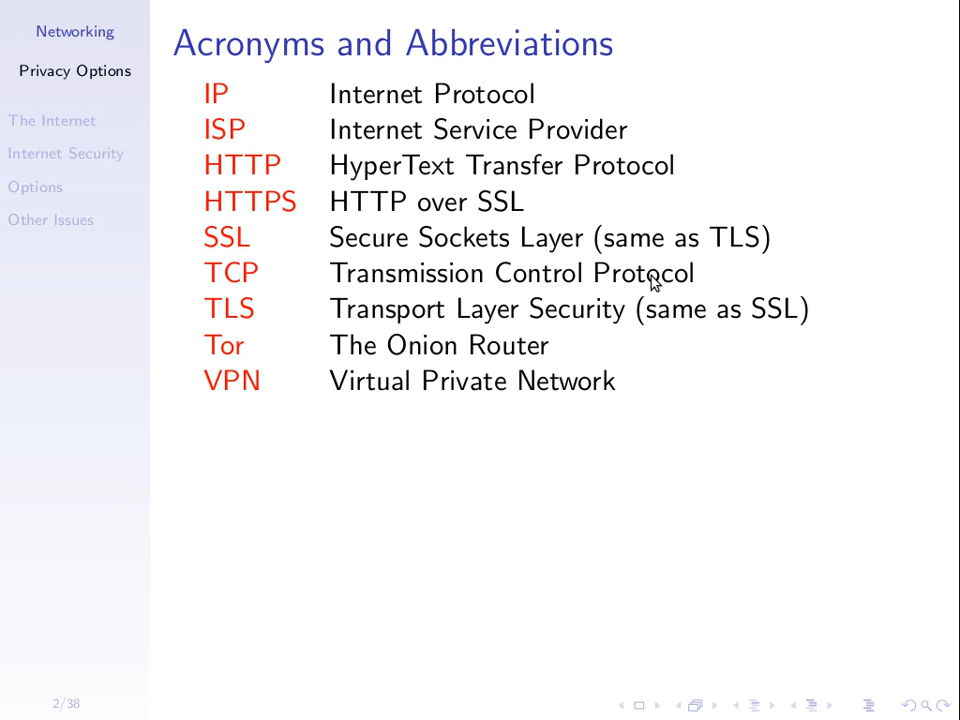 Networking
Privacy Options
The Internet
Internet Security
Options
Other Issues
2/38
Acronyms and Abbreviations
IP Internet Protocol
ISP Internet Service Provider
HTTP HyperText Transfer Protocol
HTTPS HTTP over SSL
SSL Secure Sockets Layer (same as TLS)
TCP Transmission Control Protocol
TLS Transport Layer Security (same as SSL)
Tor The Onion Router
VPN Virtual Private Network